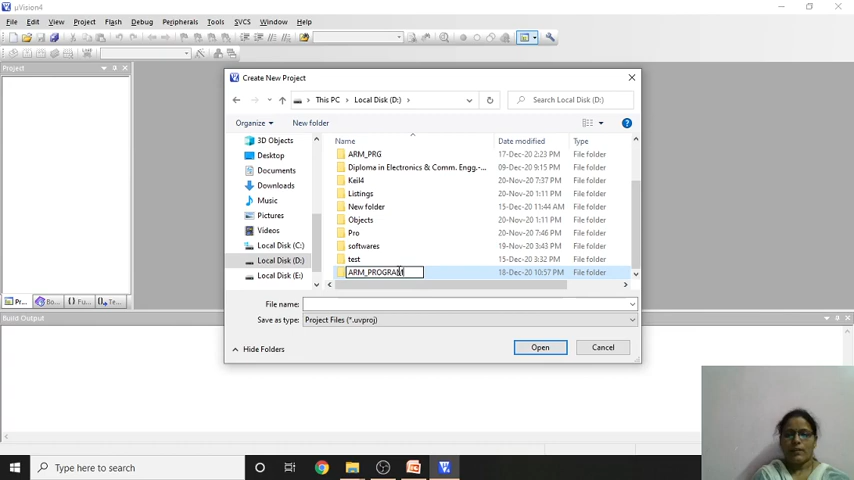 µVision4
File Edit View Project Flash Debug Peripherals Tools SVCS Window Help
Project
Create New Project
This PC > Local Disk (D:) >
Search Local Disk (D:)
Organize
New folder
3D Objects
Desktop
Documents
Downloads
Music
Pictures
Videos
Local Disk (C:)
Local Disk (D:)
Local Disk (E:)
Name Date modified Type
ARM_PRG 17-Dec-20 2:23 PM File folder
Diploma in Electronics & Comm. Engg.-... 09-Dec-20 9:15 PM File folder
Keil4 20-Nov-20 7:37 PM File folder
Listings 20-Nov-20 1:11 PM File folder
New folder 15-Dec-20 11:44 AM File folder
Objects 20-Nov-20 1:11 PM File folder
Pro 20-Nov-20 7:46 PM File folder
softwares 19-Nov-20 3:43 PM File folder
test 15-Dec-20 3:32 PM File folder
ARM_PROGRAM 18-Dec-20 10:57 PM File folder
File name:
Save as type: Project Files (*.uvproj)
Hide Folders
Open
Cancel
Pr... Bo... {} Fu... Te...
Build Output
Type here to search